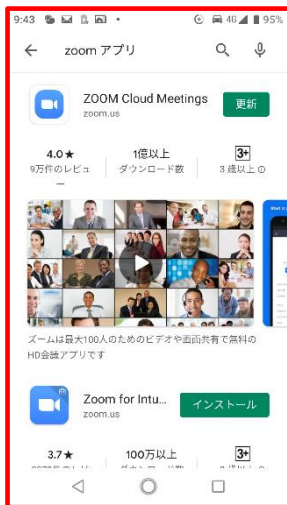 9:43 4G 95%
zoom アプリ
ZOOM Cloud Meetings
zoom.us
更新
4.0★ 1億以上 3+
9万件のレビュ ダウンロード数 3 歳以上
ー
ズームは最大100人のためのビデオや画面共有で無料の
HD会議アプリです
Zoom for Intu...
zoom.us
インストール
3.7★ 100万以上 3+